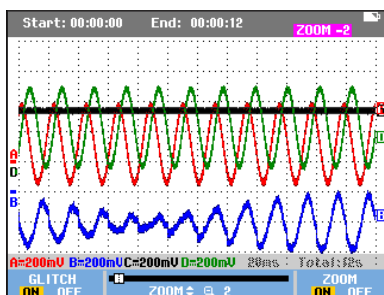 Start: 00:00:00 End: 00:00:12
ZOOM -2
A
D
B
A=200mV B=200mV C=200mV D=200mV 20ms Total:12s
GLITCH ZOOM
ON OFF ZOOM 2 ON OFF